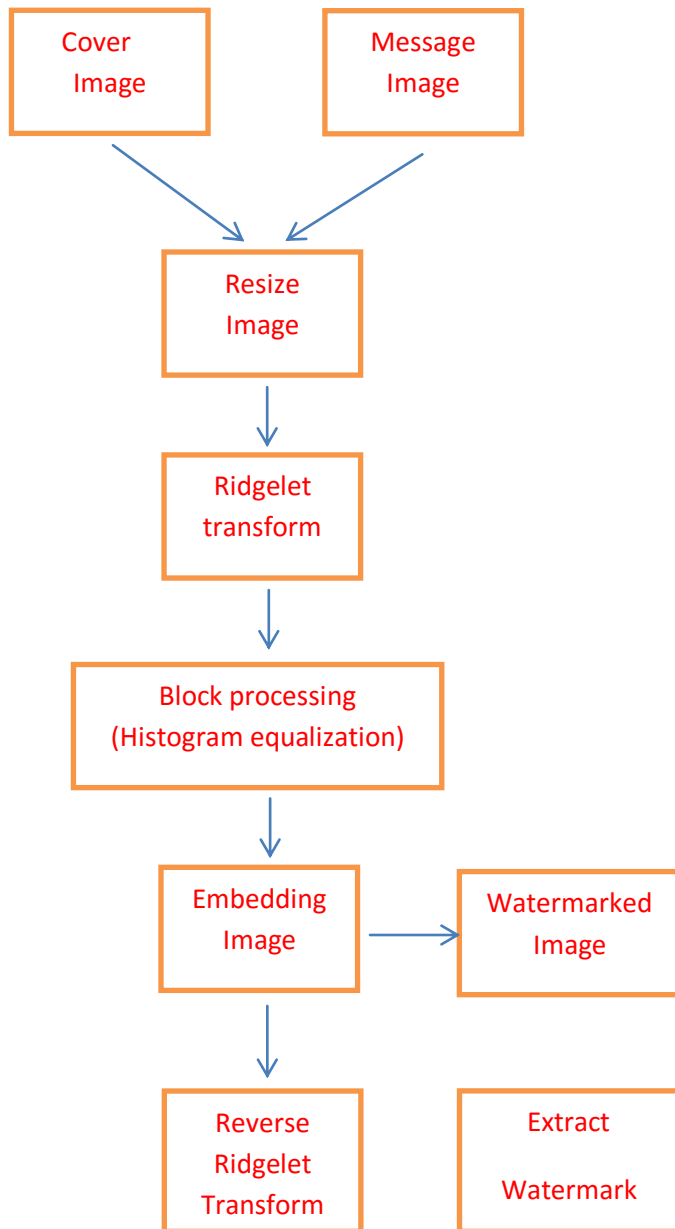 Cover
Image
Message
Image
Resize
Image
Ridgelet
transform
Block processing
(Histogram equalization)
Embedding
Image
Watermarked
Image
Reverse
Ridgelet
Transform
Extract
Watermark